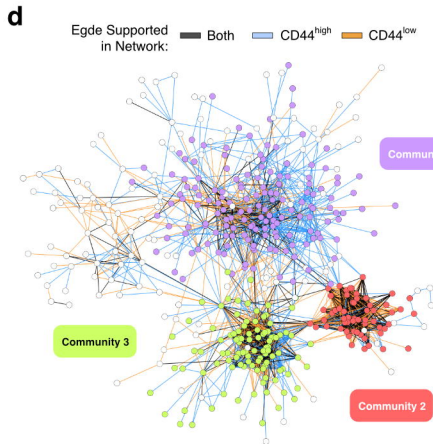 d
Egde Supported
in Network:
Both
CD44high
CD44low
Commun
Community 3
Community 2